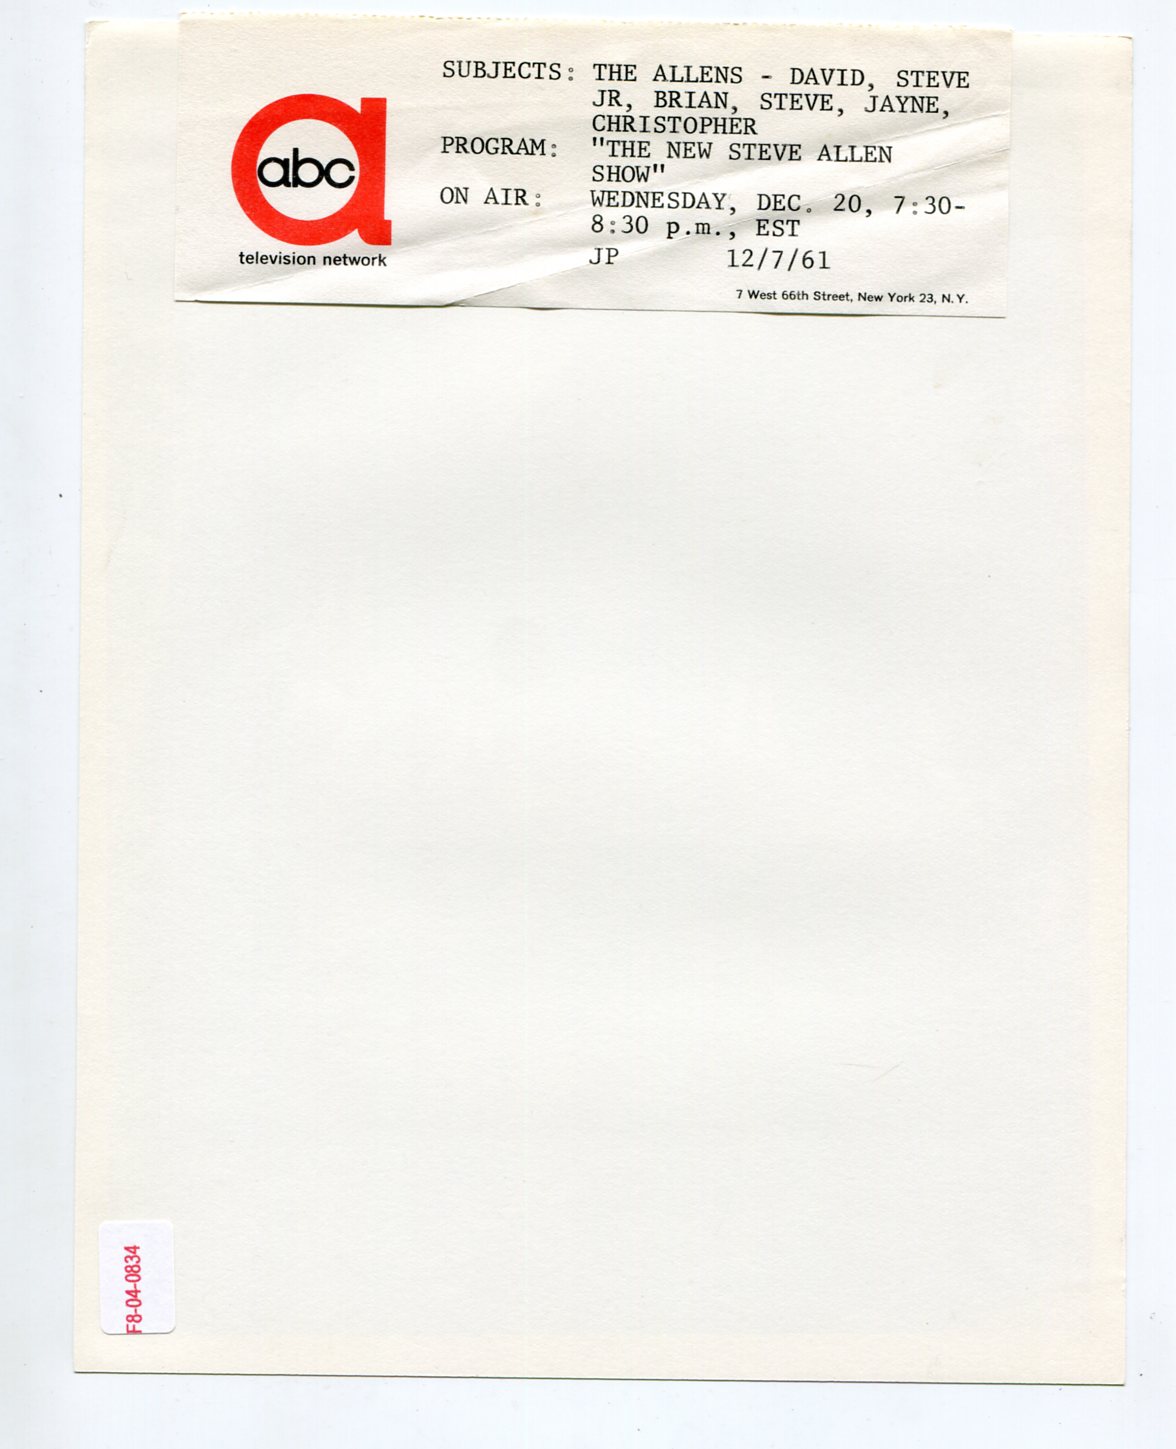 abc
television network
SUBJECTS: THE ALLENS - DAVID, STEVE
JR, BRIAN, STEVE, JAYNE,
CHRISTOPHER
PROGRAM: "THE NEW STEVE ALLEN
SHOW"
ON AIR: WEDNESDAY, DEC. 20, 7:30-
8:30 p.m., EST
JP 12/7/61
7 West 66th Street, New York 23, N.Y.
F8-04-0834